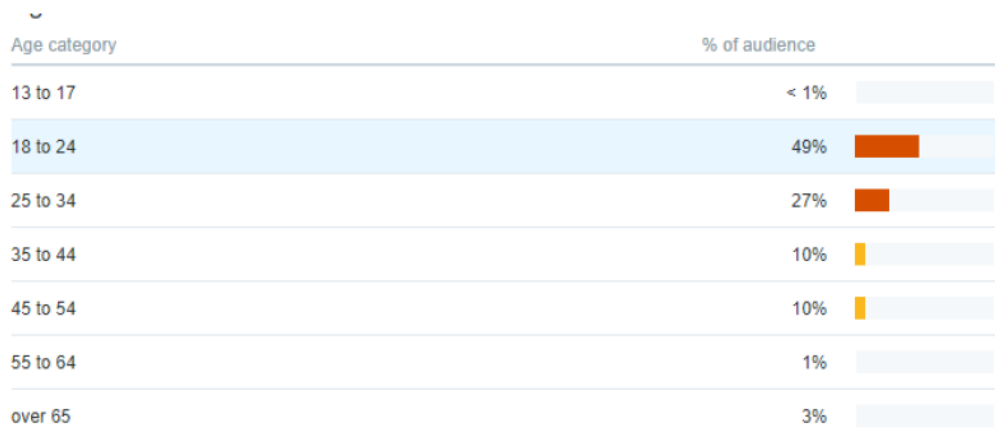 Age category % of audience
13 to 17 < 1%
18 to 24 49%
25 to 34 27%
35 to 44 10%
45 to 54 10%
55 to 64 1%
over 65 3%